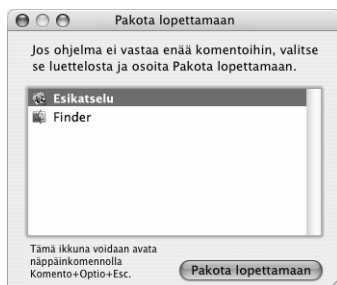 Pakota lopettamaan
Jos ohjelma ei vastaa enää komentoihin, valitse
se luettelosta ja osoita Pakota lopettamaan.
Esikatselu
Finder
Tämä ikkuna voidaan avata
näppäinkomennolla
Komento+Optio+Esc.
Pakota lopettamaan